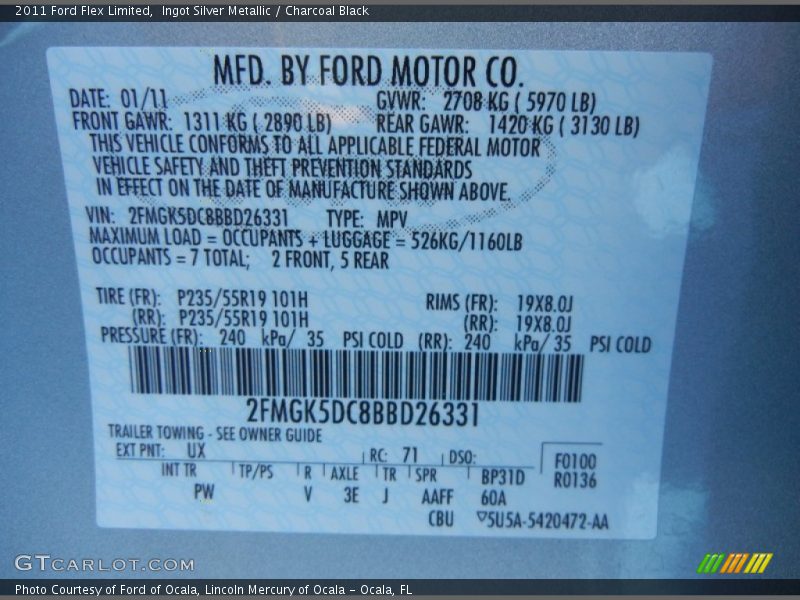 2011 Ford Flex Limited,  Ingot Silver Metallic / Charcoal Black
MFD. BY FORD MOTOR CO.
DATE: 01/11 GVWR: 2708 KG ( 5970 LB)
FRONT GAWR: 1311 KG ( 2890 LB) REAR GAWR: 1420 KG ( 3130 LB)
THIS VEHICLE CONFORMS TO ALL APPLICABLE FEDERAL MOTOR
VEHICLE SAFETY AND THEFT PREVENTION STANDARDS
IN EFFECT ON THE DATE OF MANUFACTURE SHOWN ABOVE.
VIN: 2FMGK5DC8BBD26331 TYPE: MPV
MAXIMUM LOAD = OCCUPANTS + LUGGAGE = 526KG/1160LB
OCCUPANTS = 7 TOTAL; 2 FRONT, 5 REAR
TIRE (FR): P235/55R19 101H RIMS (FR): 19X8.0J
(RR): P235/55R19 101H (RR): 19X8.0J
PRESSURE (FR): 240 kPa/ 35 PSI COLD (RR): 240 kPa/ 35 PSI COLD
2FMGK5DC8BBD26331
TRAILER TOWING - SEE OWNER GUIDE
EXT PNT: UX RC: 71 DSO: F0100
INT TR TP/PS R AXLE TR SPR BP31D R0136
PW V 3E J AAFF 60A
CBU ▽5U5A-5420472-AA
GTCARLOT.COM
Photo Courtesy of Ford of Ocala, Lincoln Mercury of Ocala – Ocala, FL